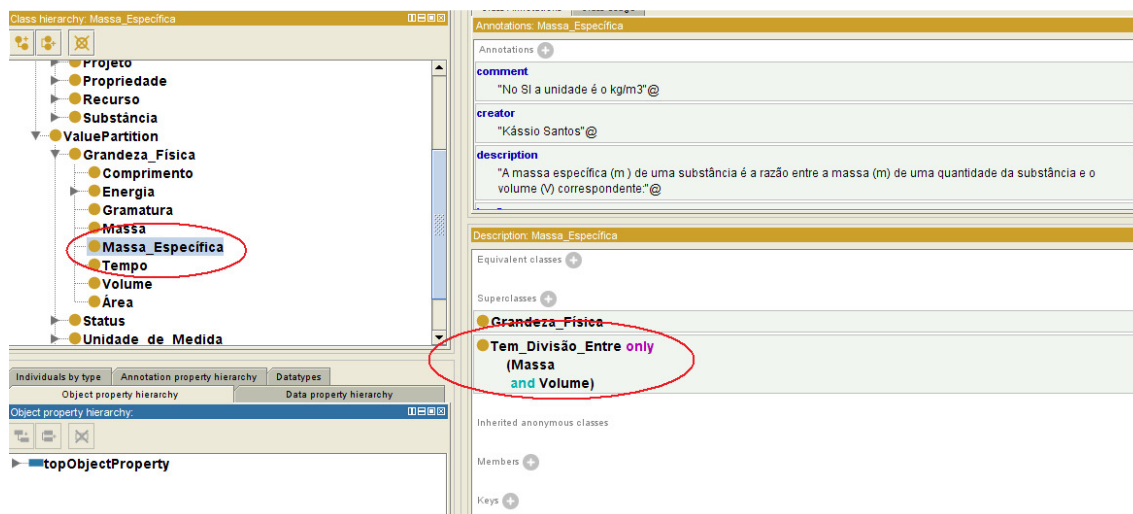 Class hierarchy: Massa_Específica
Projeto
Propriedade
Recurso
Substância
ValuePartition
Grandeza_Física
Comprimento
Energia
Gramatura
Massa
Massa_Específica
Tempo
Volume
Área
Status
Unidade_de_Medida
Individuals by type
Annotation property hierarchy
Datatypes
Object property hierarchy
Data property hierarchy
Object property hierarchy:
topObjectProperty
Annotations: Massa_Específica
Annotations
comment
"No SI a unidade é o kg/m3"@
creator
"Kássio Santos"@
description
"A massa específica (m ) de uma substância é a razão entre a massa (m) de uma quantidade da substância e o
volume (V) correspondente:"@
Description: Massa_Específica
Equivalent classes
Superclasses
Grandeza_Física
Tem_Divisão_Entre only
(Massa
and Volume)
Inherited anonymous classes
Members
Keys